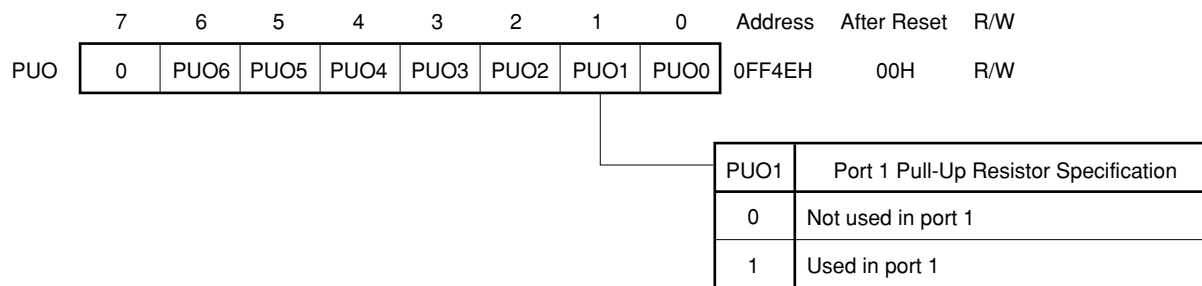 7 6 5 4 3 2 1 0 Address After Reset R/W
PUO 0 PUO6 PUO5 PUO4 PUO3 PUO2 PUO1 PUO0 0FF4EH 00H R/W
PUO1 Port 1 Pull-Up Resistor Specification
0 Not used in port 1
1 Used in port 1